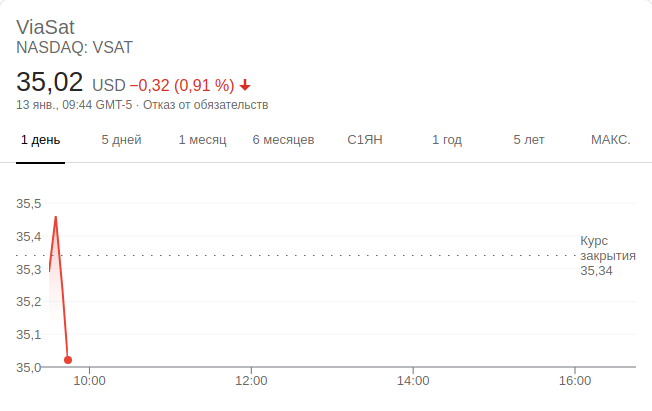 ViaSat
NASDAQ: VSAT
35,02 USD −0,32 (0,91 %)
13 янв., 09:44 GMT-5 · Отказ от обязательств
1 день 5 дней 1 месяц 6 месяцев С1ЯН 1 год 5 лет МАКС.
35,5
35,4
Курс
закрытия
35,34
35,3
35,2
35,1
35,0
10:00 12:00 14:00 16:00